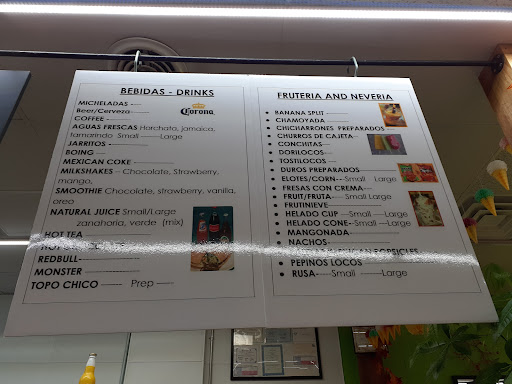 BEBIDAS - DRINKS
MICHELADAS -----
Beer/Cerveza------
Corona
COFFEE -----
AGUAS FRESCAS Horchata, jamaica,
tamarindo Small ------Large
JARRITOS -----
BOING ------
MEXICAN COKE -----
MILKSHAKES – Chocolate, Strawberry,
mango,
SMOOTHIE Chocolate, strawberry, vanilla,
oreo
NATURAL JUICE Small/Large
zanahoria, verde (mix)
HOT TEA
REDBULL------
MONSTER
TOPO CHICO ------ Prep -----
FRUTERIA AND NEVERIA
• BANANA SPLIT -----
• CHAMOYADA -----
• CHICHARRONES PREPARADOS ----
• CHURROS DE CAJETA--
• CONCHITAS-
• DORILOCOS---
• TOSTILOCOS ----
• DUROS PREPARADOS ----
• ELOTES/CORN--- Small Large
• FRESAS CON CREMA---
• FRUIT/FRUTA--- Small Large
• FRUTINIEVE ----
• HELADO CUP ----Small ----Large
• HELADO CONE--Small ----Large
• MANGONADA-----
• NACHOS-
POPSICLES
• PEPINOS LOCOS
• RUSA-----Small -----Large